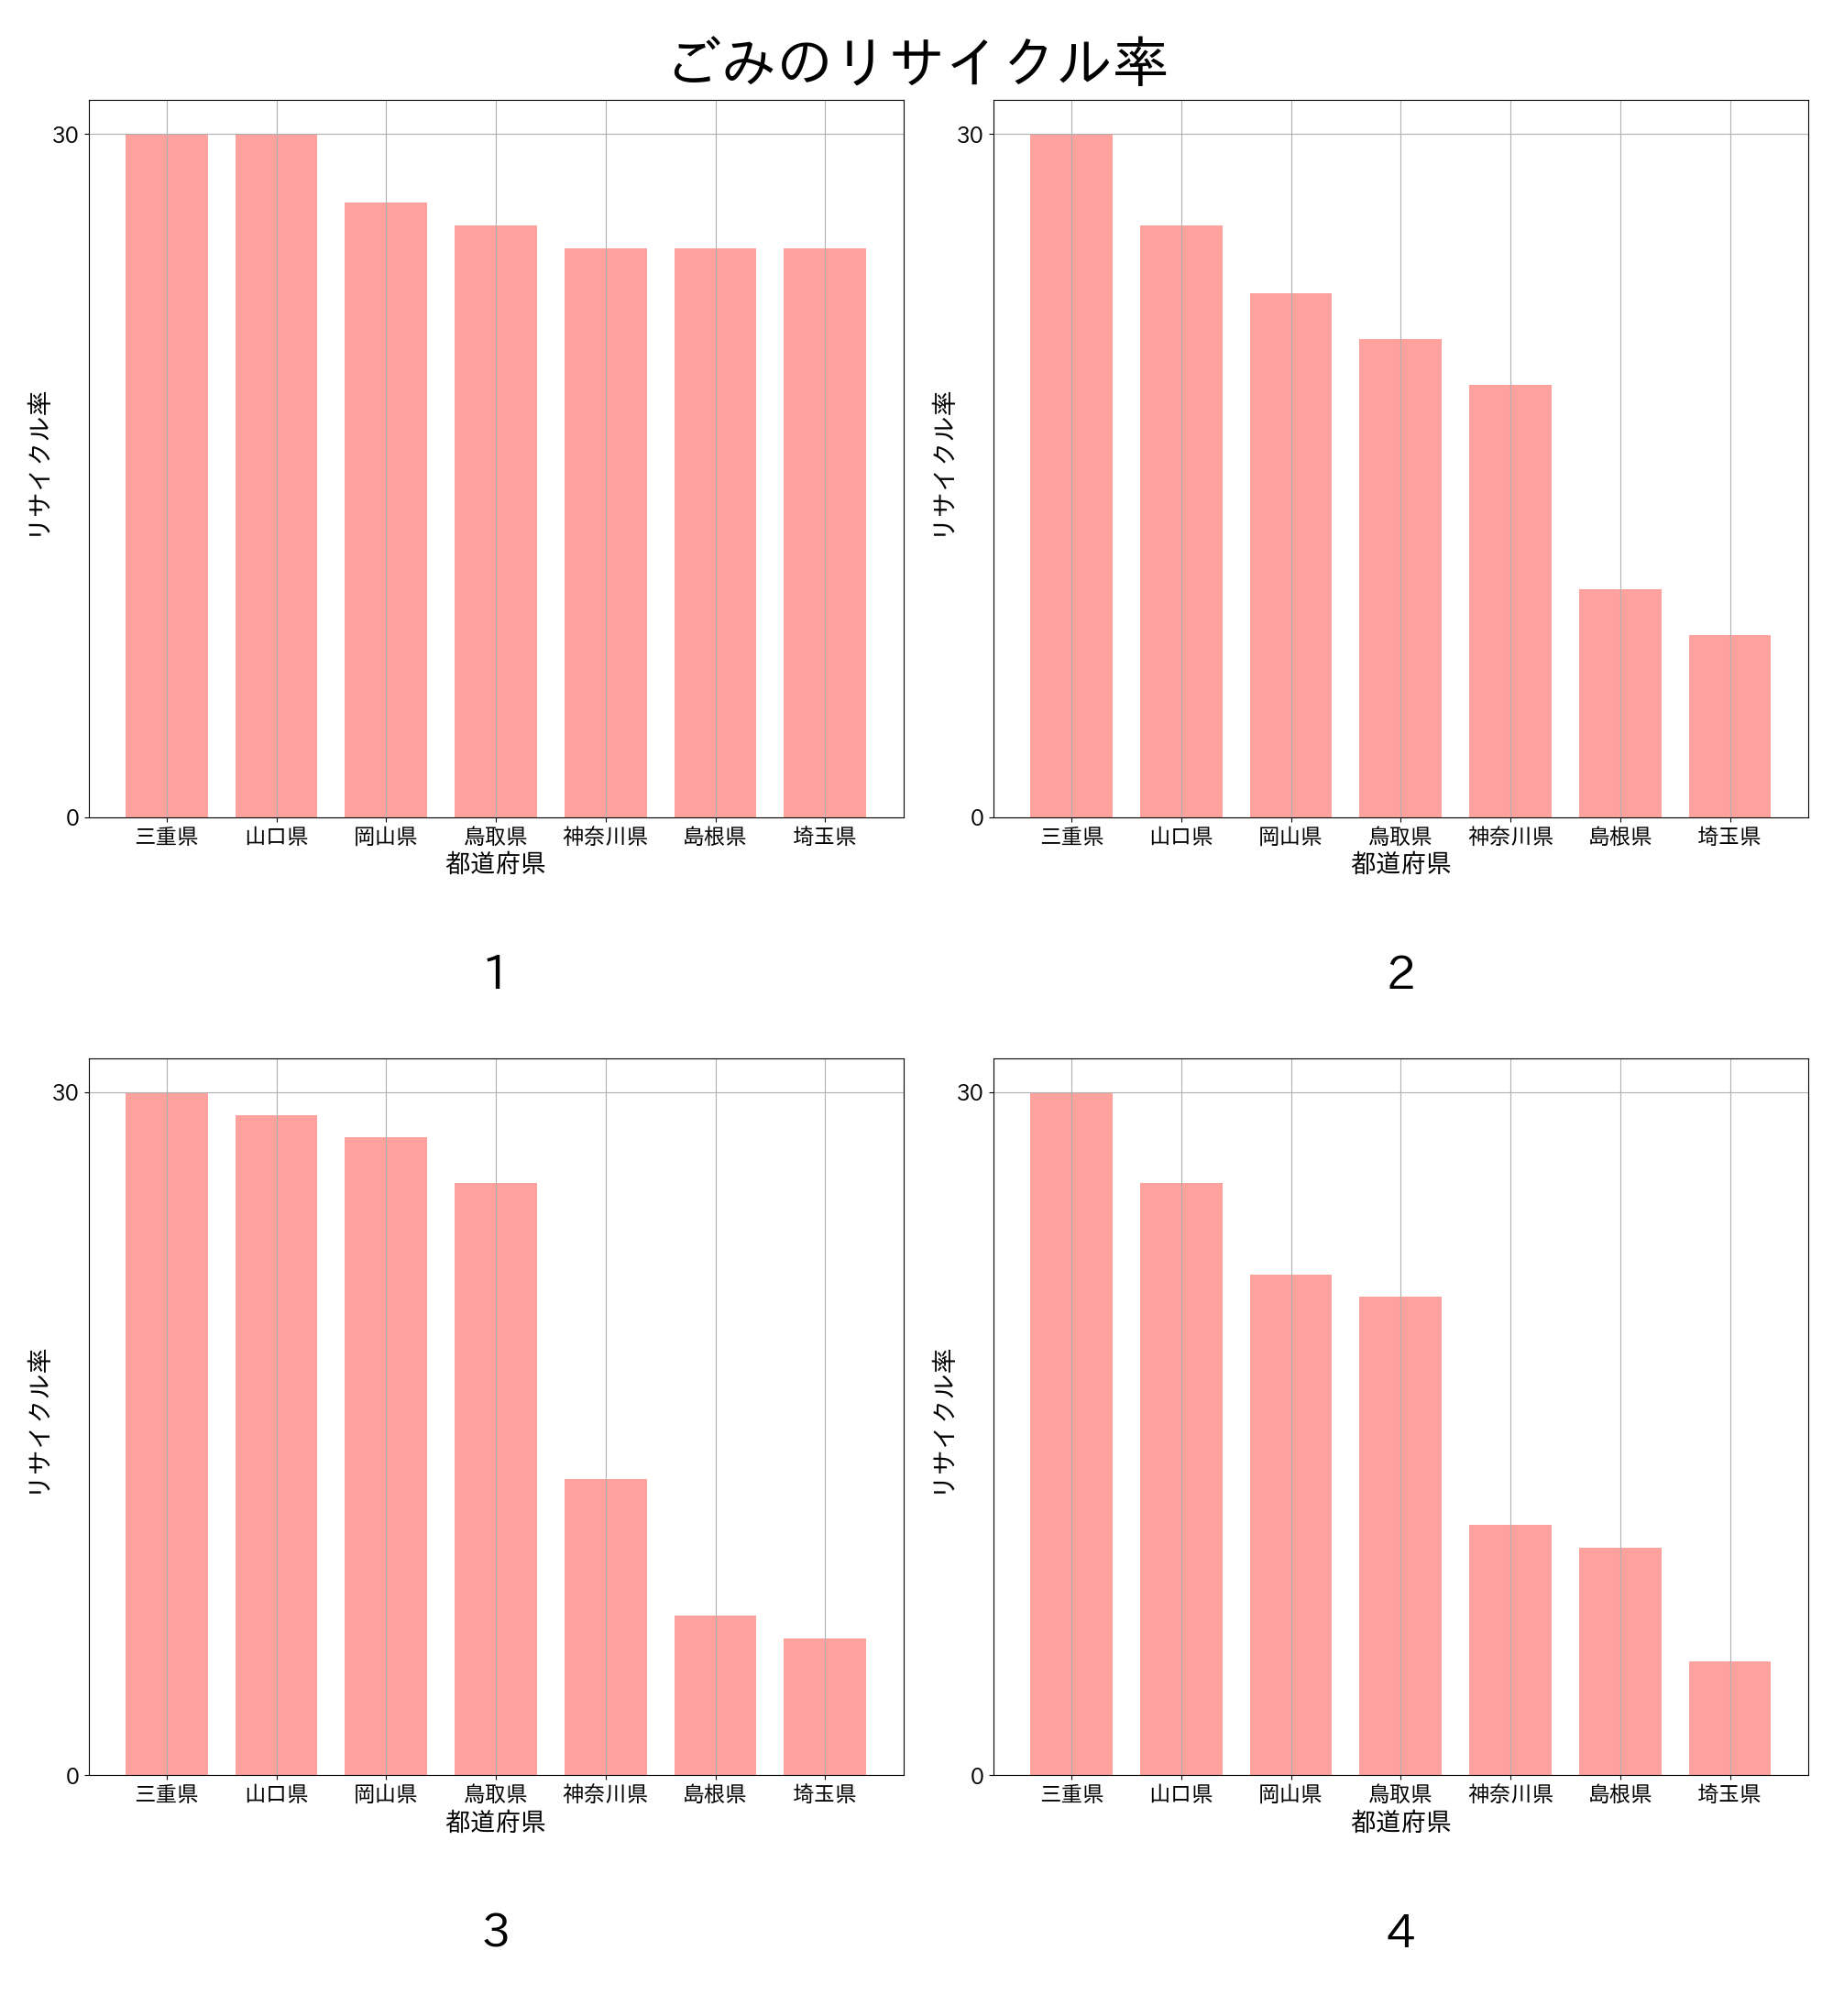 ごみのリサイクル率
30
0
リサイクル率
三重県 山口県 岡山県 鳥取県 神奈川県 島根県 埼玉県
都道府県
1
30
0
リサイクル率
三重県 山口県 岡山県 鳥取県 神奈川県 島根県 埼玉県
都道府県
2
30
0
リサイクル率
三重県 山口県 岡山県 鳥取県 神奈川県 島根県 埼玉県
都道府県
3
30
0
リサイクル率
三重県 山口県 岡山県 鳥取県 神奈川県 島根県 埼玉県
都道府県
4